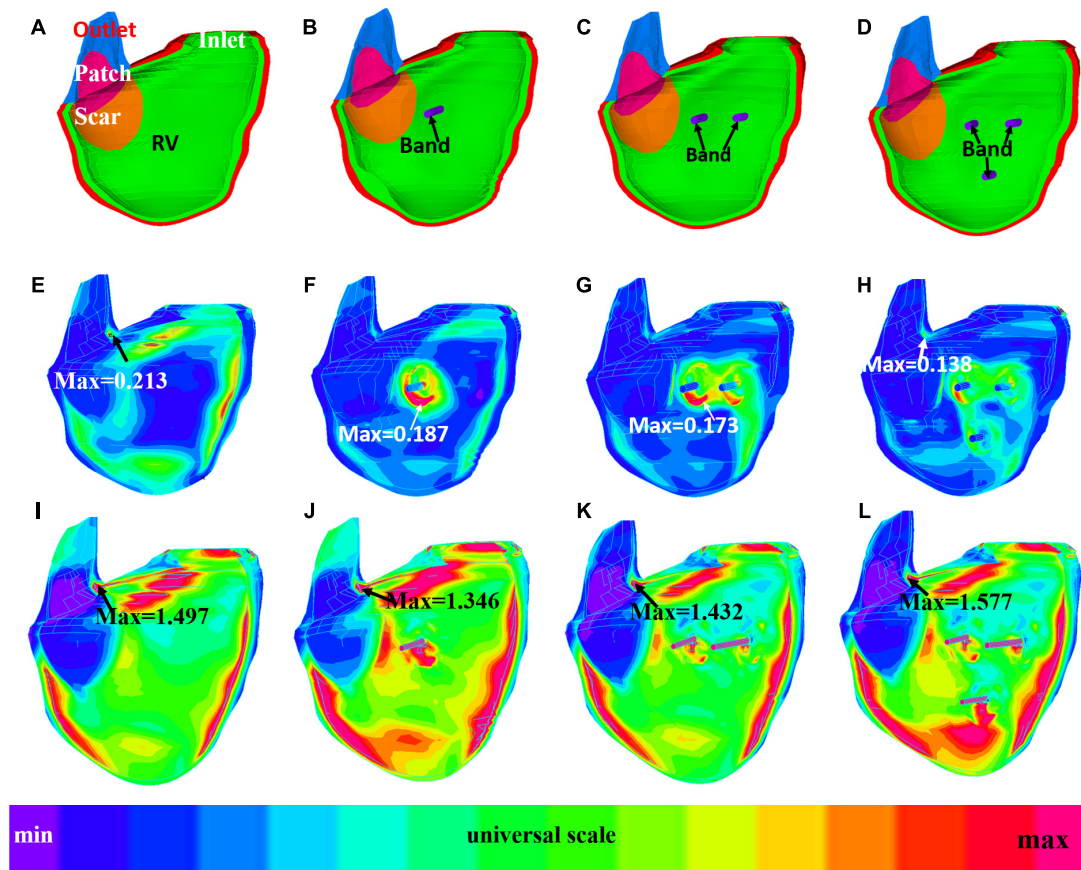 A
B
C
D
Outlet
Inlet
Patch
Scar
RV
Band
Band
Band
E
F
G
H
Max=0.213
Max=0.187
Max=0.173
Max=0.138
I
J
K
L
Max=1.497
Max=1.346
Max=1.432
Max=1.577
min
universal scale
max